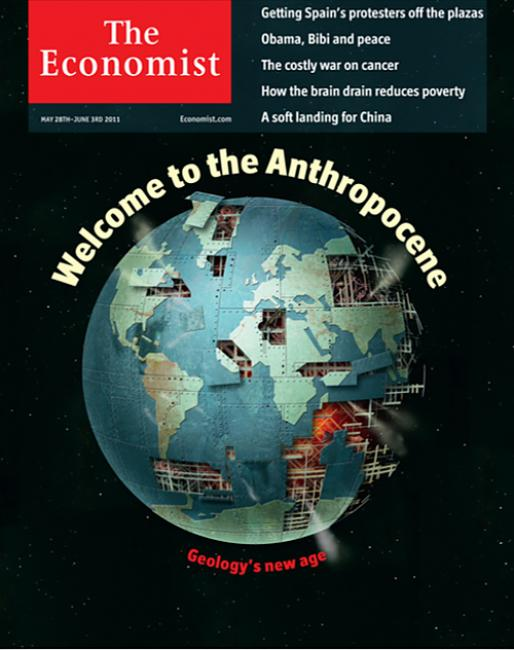 The
Economist
MAY 28TH–JUNE 3RD 2011
Economist.com
Getting Spain's protesters off the plazas
Obama, Bibi and peace
The costly war on cancer
How the brain drain reduces poverty
A soft landing for China
Welcome to the Anthropocene
Geology's new age